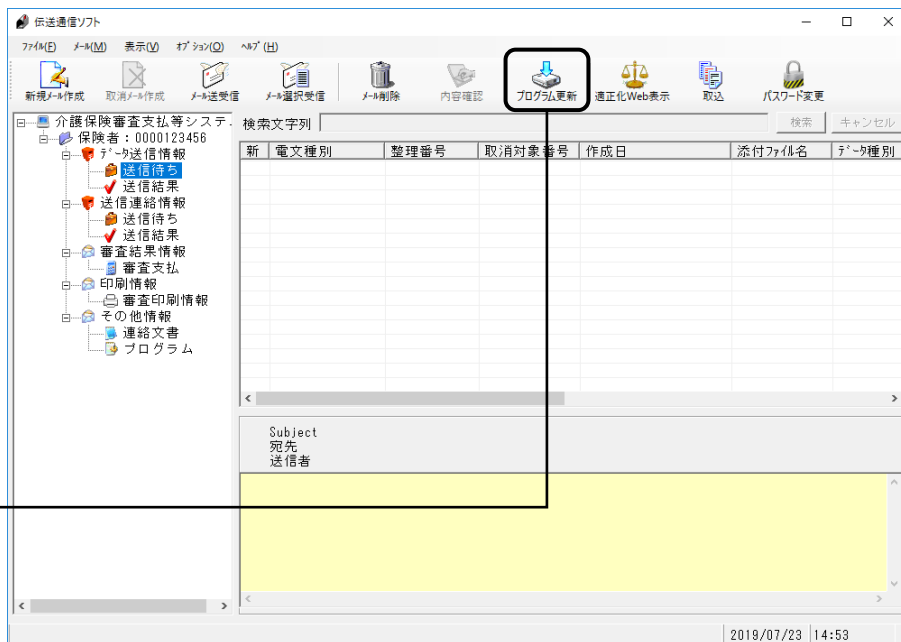 伝送通信ソフト
ﾌｧｲﾙ(F) ﾒｰﾙ(M) 表示(V) ｵﾌﾟｼｮﾝ(O) ﾍﾙﾌﾟ(H)
新規ﾒｰﾙ作成 取消ﾒｰﾙ作成 ﾒｰﾙ送受信 ﾒｰﾙ選択受信 ﾒｰﾙ削除 内容確認 ﾌﾟﾛｸﾞﾗﾑ更新 適正化Web表示 取込 ﾊﾟｽﾜｰﾄﾞ変更
介護保険審査支払等システ.
保険者：0000123456
ﾃﾞｰﾀ送信情報
送信待ち
送信結果
送信連絡情報
送信待ち
送信結果
審査結果情報
審査支払
印刷情報
審査印刷情報
その他情報
連絡文書
プログラム
検索文字列 検索 キャンセル
新 電文種別 整理番号 取消対象番号 作成日 添付ﾌｧｲﾙ名 ﾃﾞｰﾀ種別
Subject
宛先
送信者
2019/07/23 14:53